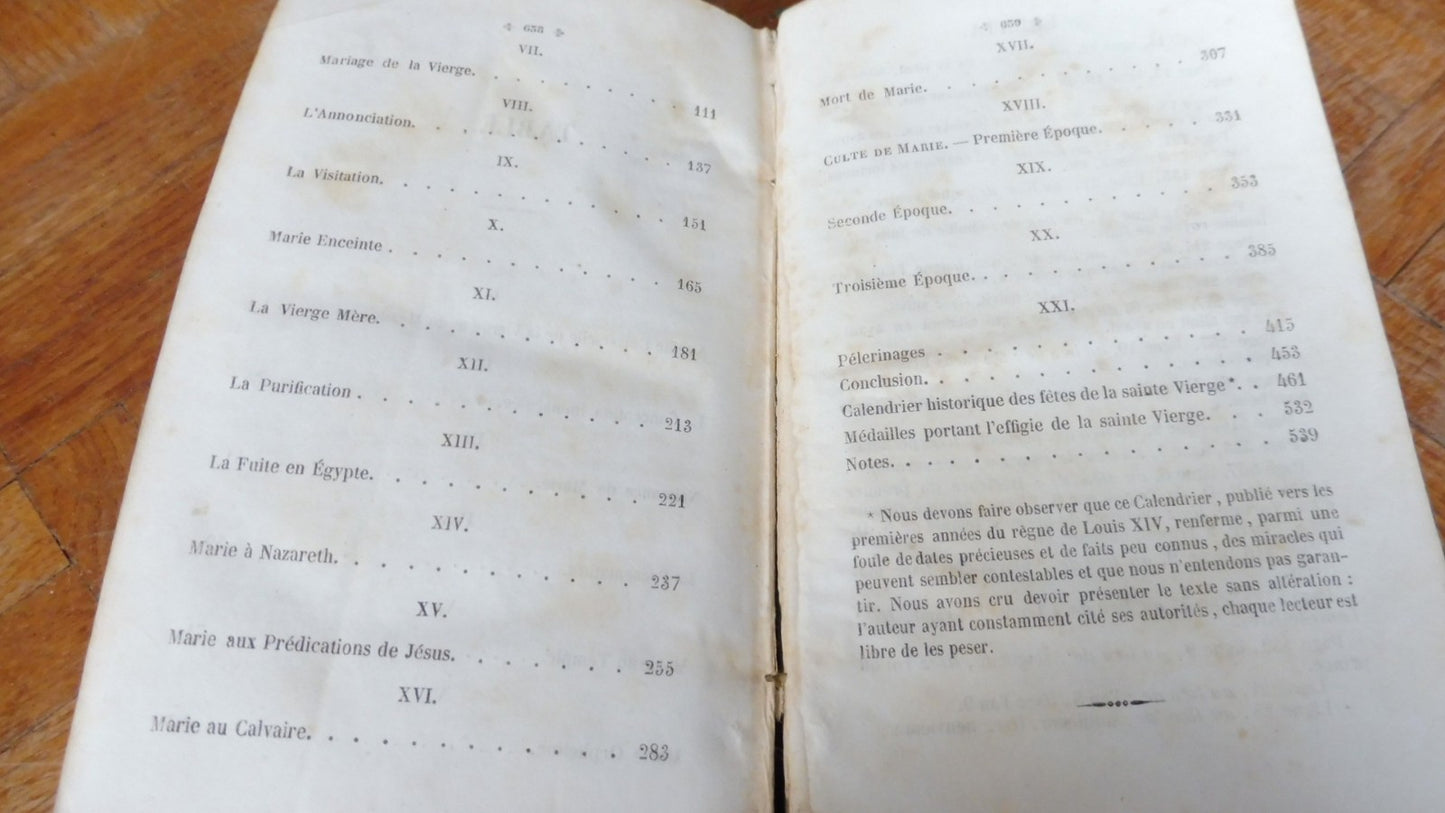 658
VII.
Mariage de la Vierge. . . . . . . . . 111
VIII.
L'Annonciation. . . . . . . . . . . 137
IX.
La Visitation. . . . . . . . . . . . 151
X.
Marie Enceinte . . . . . . . . . . . 165
XI.
La Vierge Mère. . . . . . . . . . . 181
XII.
La Purification . . . . . . . . . . . 213
XIII.
La Fuite en Égypte. . . . . . . . . . 221
XIV.
Marie à Nazareth. . . . . . . . . . . 237
XV.
Marie aux Prédications de Jésus. . . . . . . 255
XVI.
Marie au Calvaire. . . . . . . . . . . 283
659
XVII.
Mort de Marie. . . . . . . . . . . 307
XVIII.
CULTE DE MARIE. — Première Époque. . . . . 331
XIX.
Seconde Époque. . . . . . . . . . . 353
XX.
Troisième Époque. . . . . . . . . . . 385
XXI.
Pélerinages . . . . . . . . . . . . . 415
Conclusion. . . . . . . . . . . . . 453
Calendrier historique des fêtes de la sainte Vierge *. . 461
Médailles portant l'effigie de la sainte Vierge. . . 532
Notes. . . . . . . . . . . . . . . 539
* Nous devons faire observer que ce Calendrier, publié vers les
premières années du règne de Louis XIV, renferme, parmi une
foule de dates précieuses et de faits peu connus, des miracles qui
peuvent sembler contestables et que nous n'entendons pas garan-
tir. Nous avons cru devoir présenter le texte sans altération :
l'auteur ayant constamment cité ses autorités, chaque lecteur est
libre de les peser.